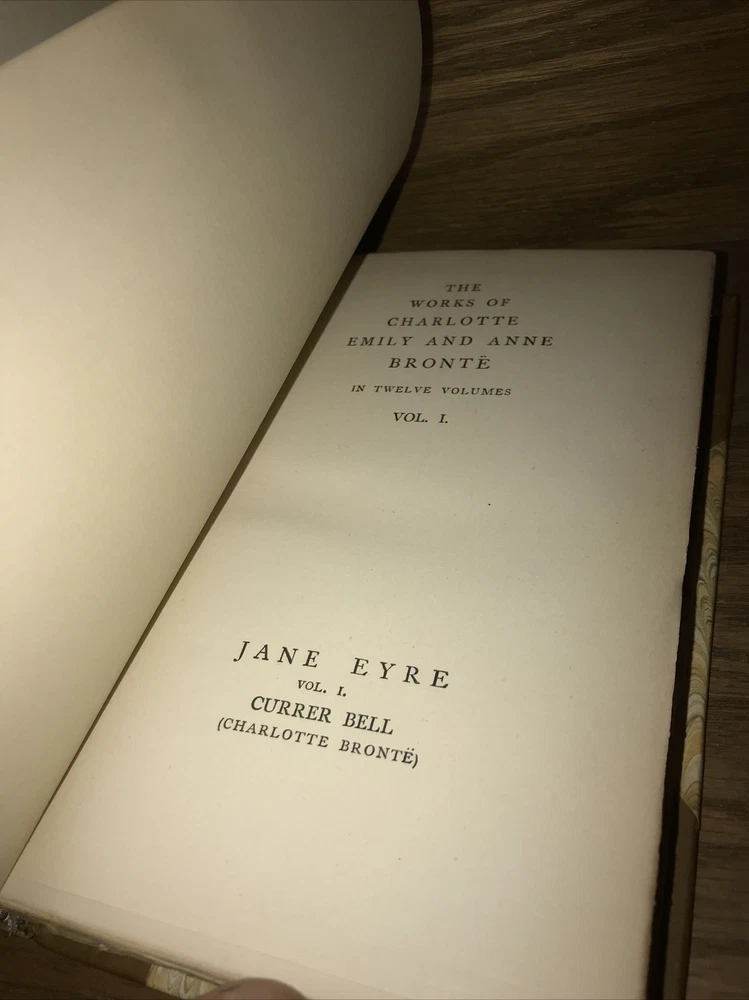 THE
WORKS OF
CHARLOTTE
EMILY AND ANNE
BRONTË
IN TWELVE VOLUMES
VOL. I.
JANE EYRE
VOL. I.
CURRER BELL
(CHARLOTTE BRONTË)